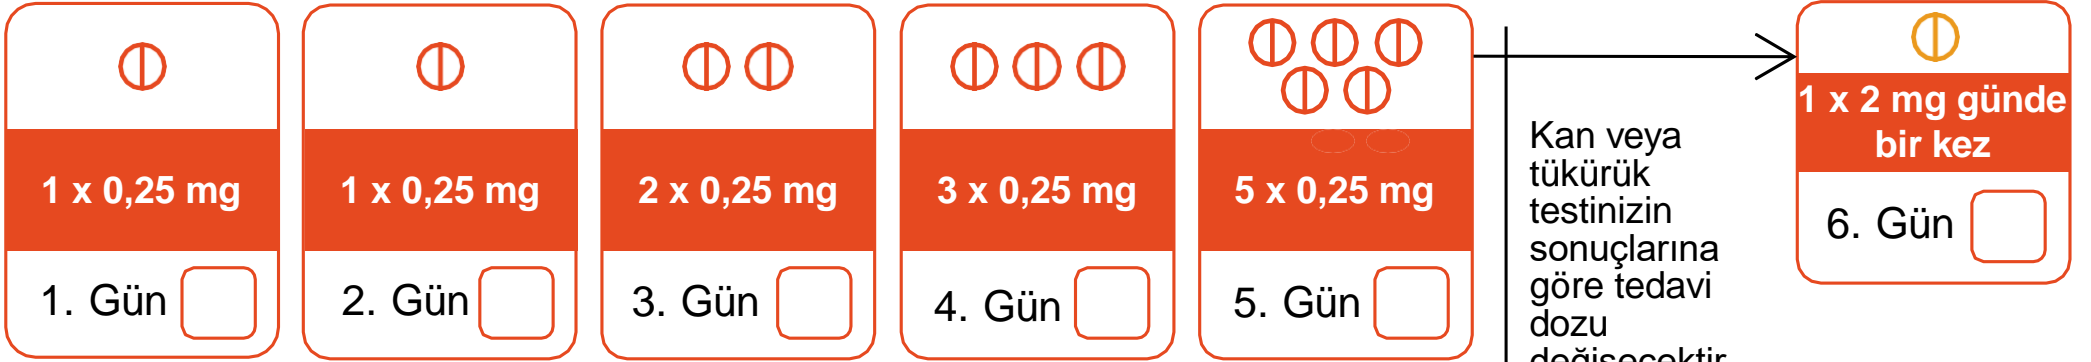 1 x 0,25 mg
1. Gün
1 x 0,25 mg
2. Gün
2 x 0,25 mg
3. Gün
3 x 0,25 mg
4. Gün
5 x 0,25 mg
5. Gün
Kan veya
tükürük
testinizin
sonuçlarına
göre tedavi
dozu
değişecektir
1 x 2 mg günde
bir kez
6. Gün